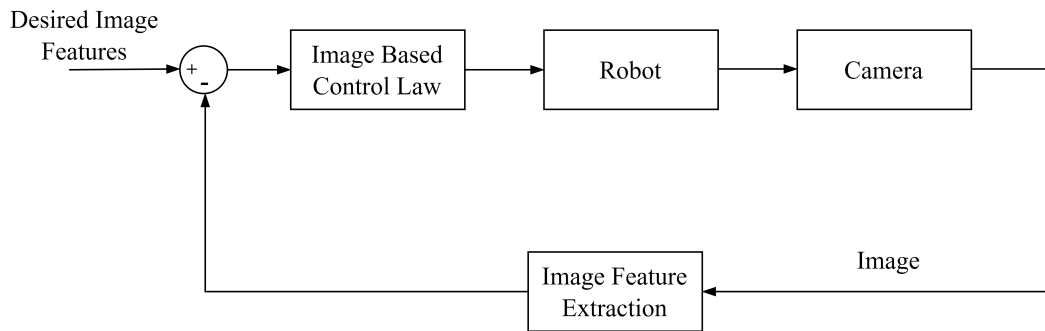 Desired Image
Features
+
-
Image Based
Control Law
Robot
Camera
Image
Image Feature
Extraction